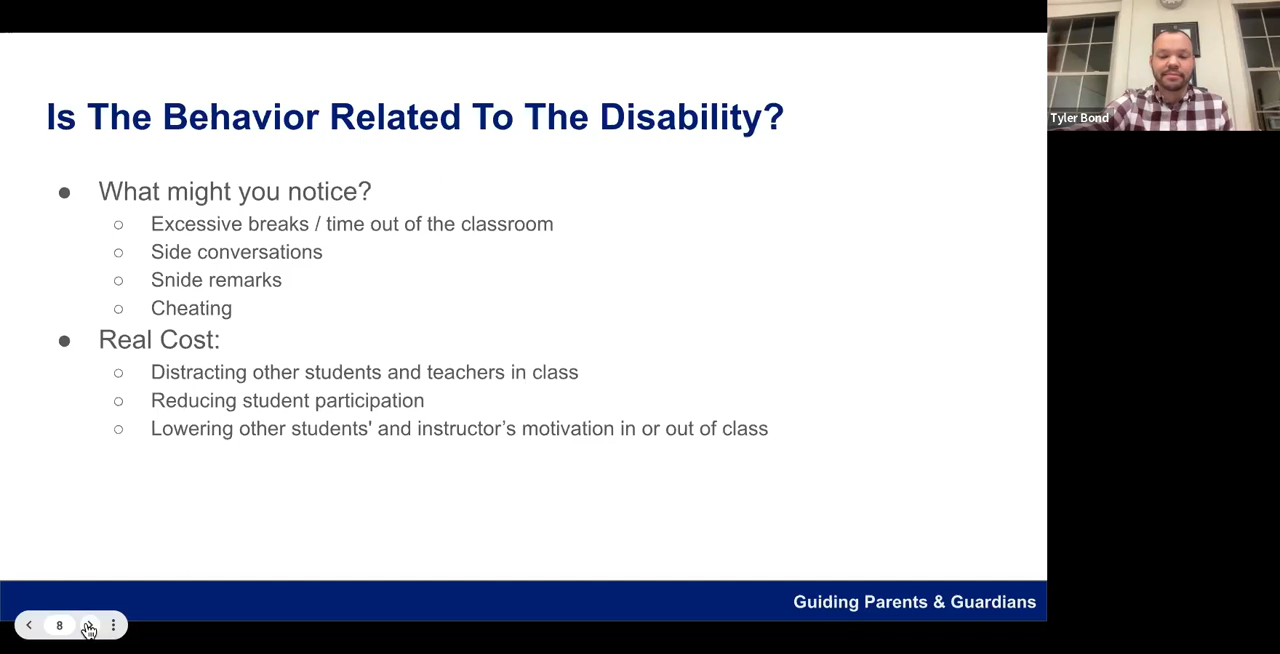 Is The Behavior Related To The Disability?
● What might you notice?
○ Excessive breaks / time out of the classroom
○ Side conversations
○ Snide remarks
○ Cheating
● Real Cost:
○ Distracting other students and teachers in class
○ Reducing student participation
○ Lowering other students' and instructor’s motivation in or out of class
Guiding Parents & Guardians
8
Tyler Bond